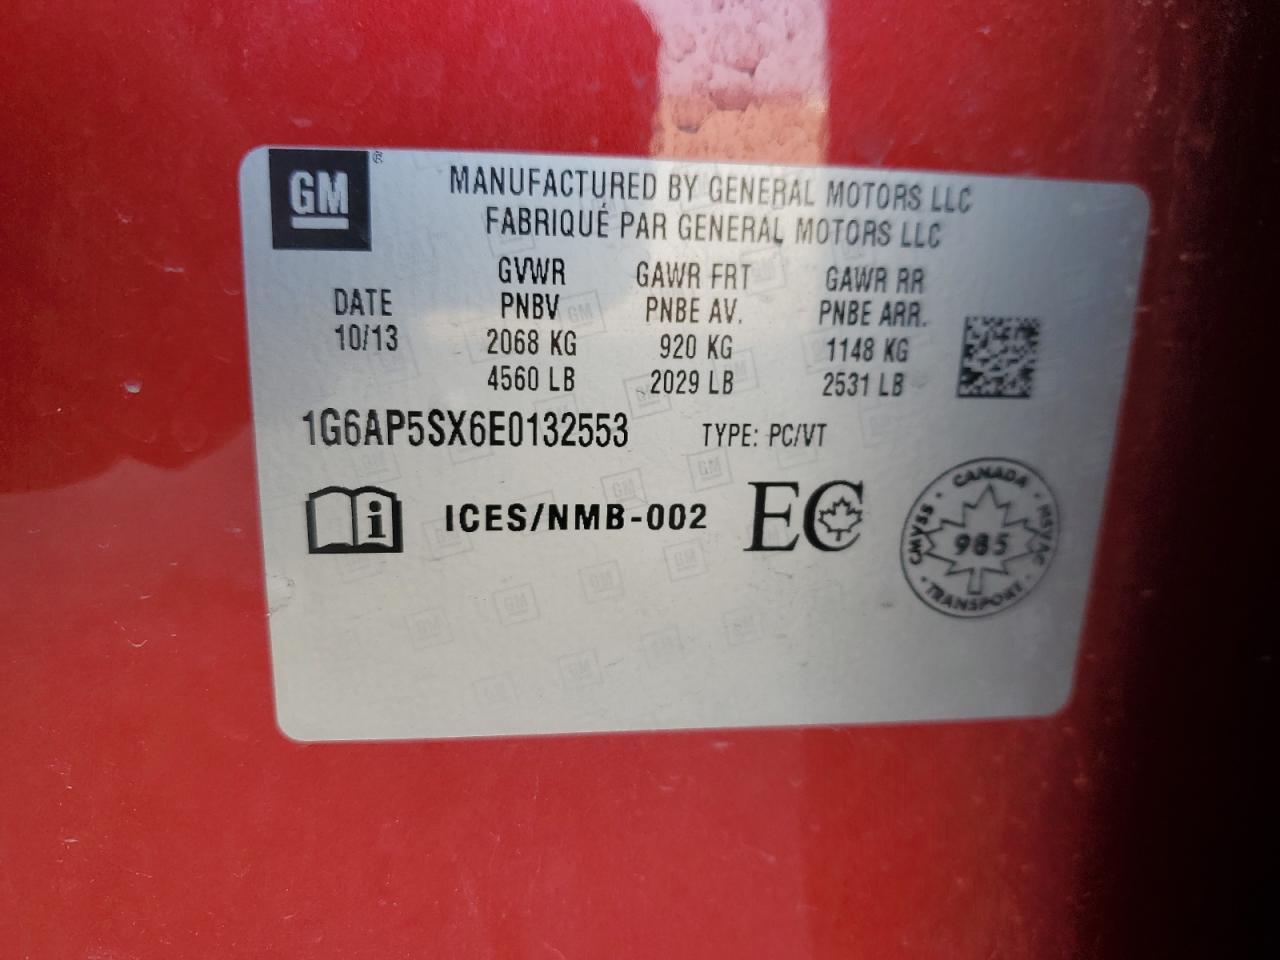 GM ®
MANUFACTURED BY GENERAL MOTORS LLC
FABRIQUÉ PAR GENERAL MOTORS LLC
DATE
10/13
GVWR
PNBV
2068 KG
4560 LB
GAWR FRT
PNBE AV.
920 KG
2029 LB
GAWR RR
PNBE ARR.
1148 KG
2531 LB
1G6AP5SX6E0132553 TYPE: PC/VT
i ICES/NMB-002 EC
CANADA
CMVSS 985 NSVAC
TRANSPORT